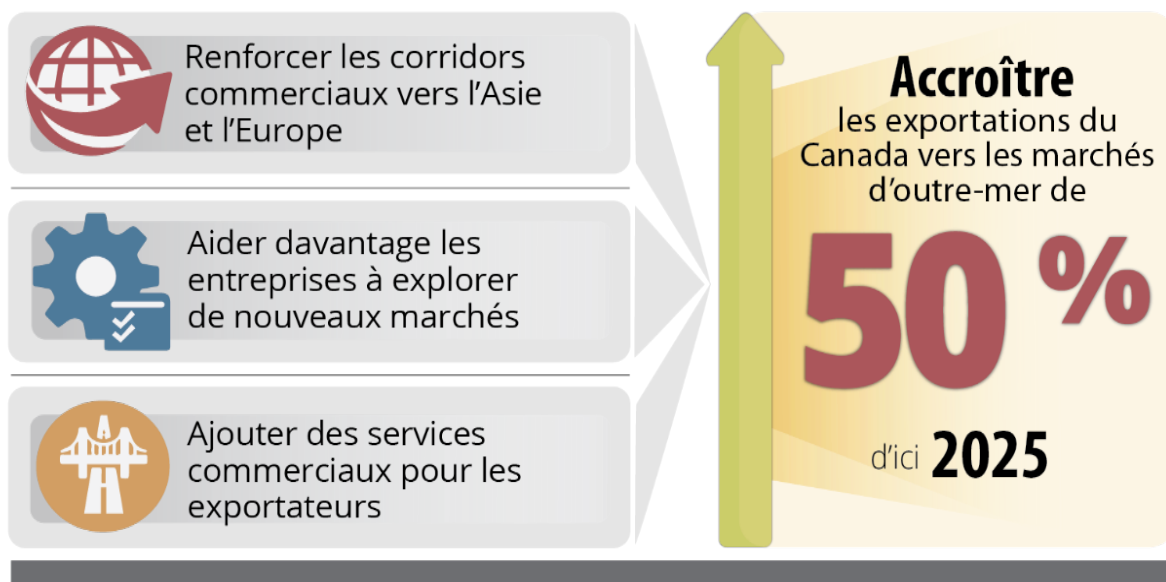 Renforcer les corridors
commerciaux vers l’Asie
et l’Europe
Aider davantage les
entreprises à explorer
de nouveaux marchés
Ajouter des services
commerciaux pour les
exportateurs
Accroître
les exportations du
Canada vers les marchés
d’outre-mer de
50 %
d’ici 2025